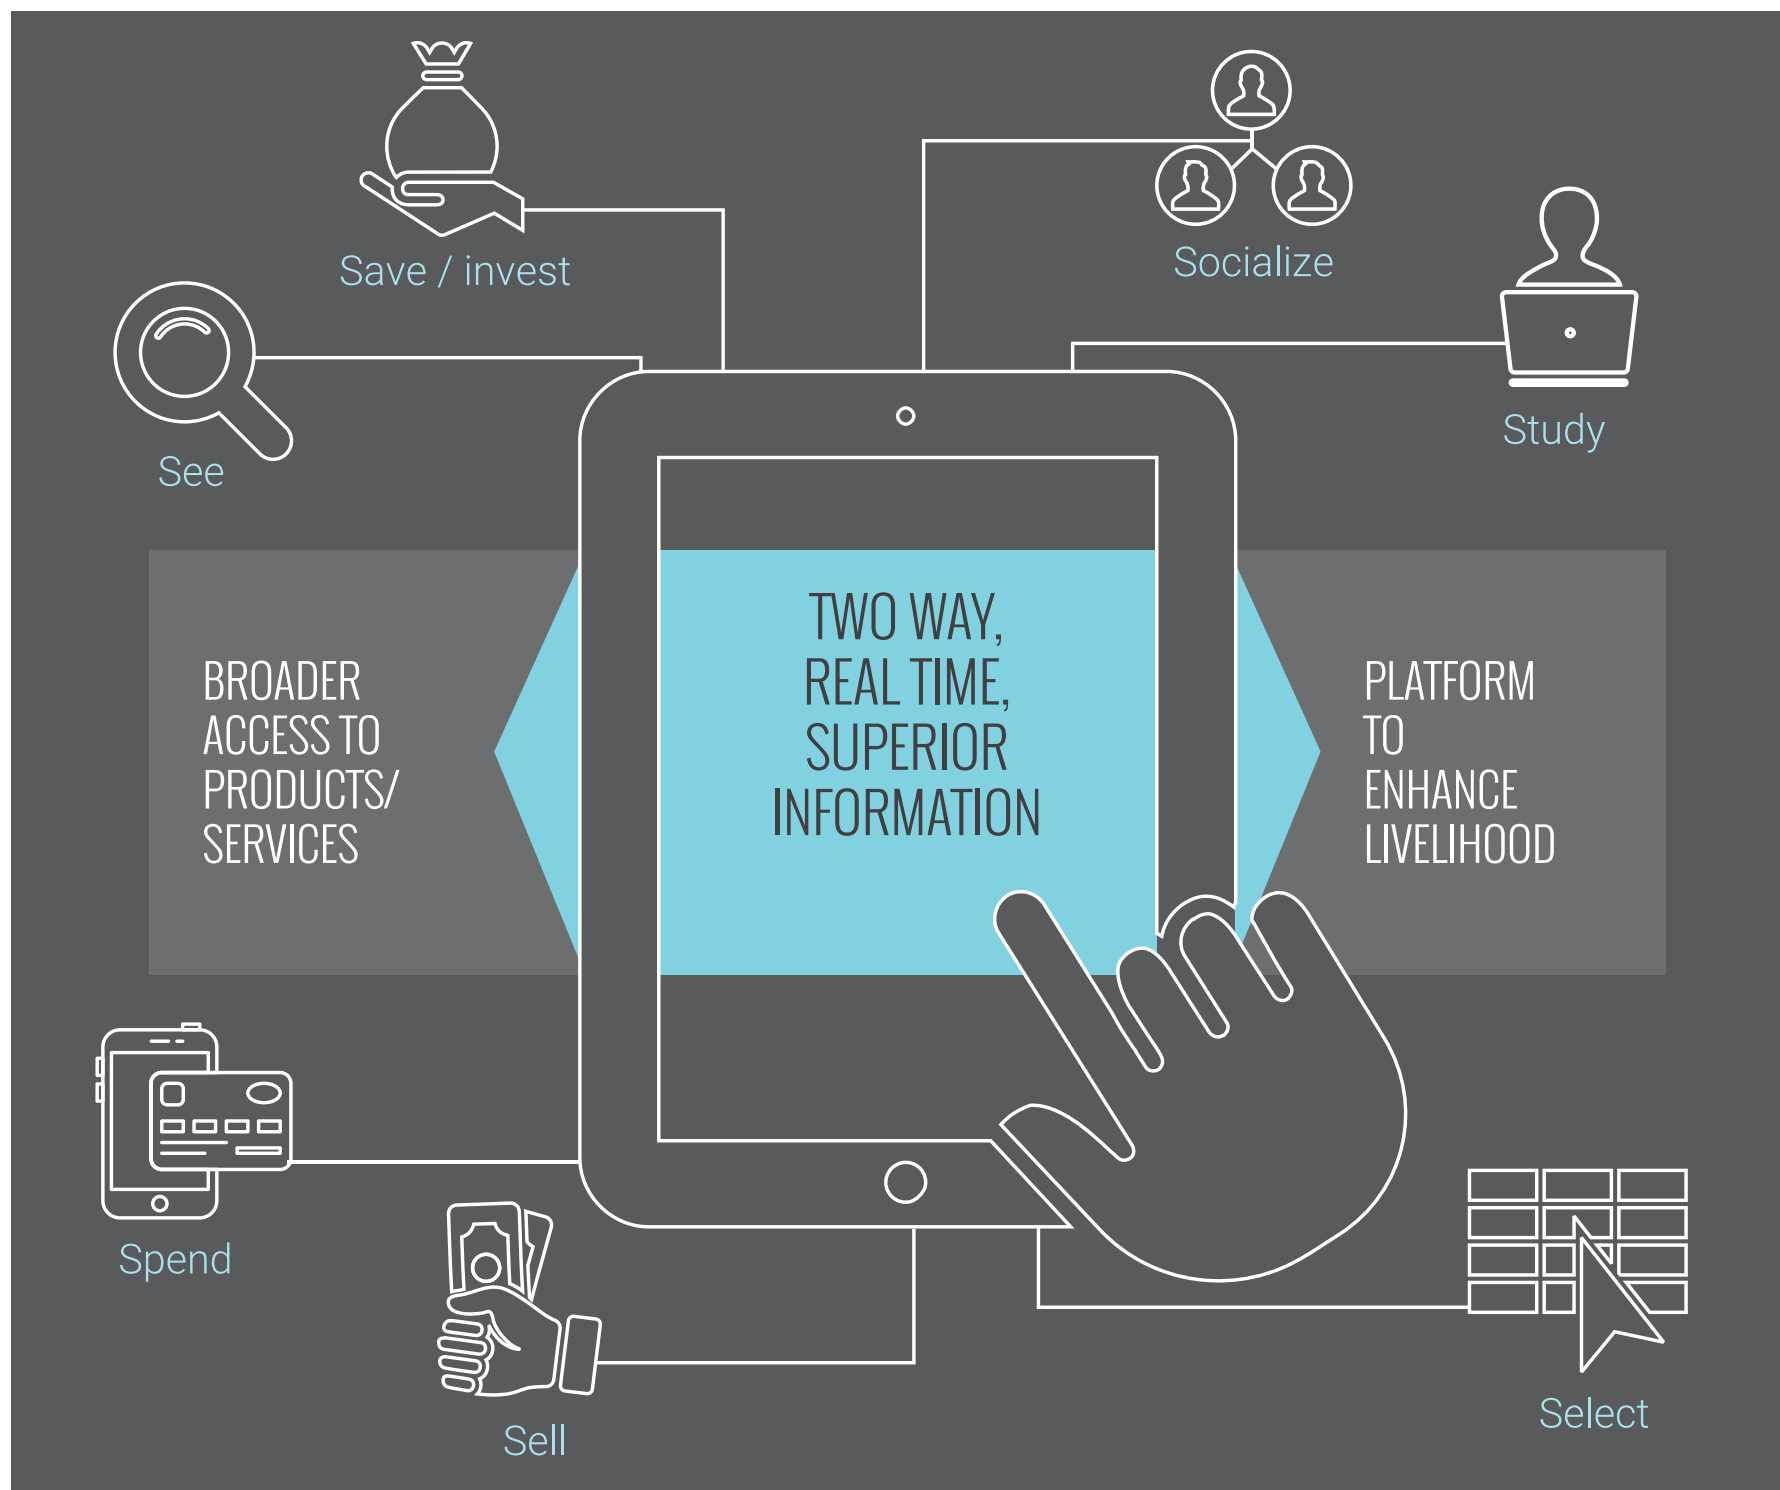 Save / invest
Socialize
See
Study
BROADER
ACCESS TO
PRODUCTS/
SERVICES
TWO WAY,
REAL TIME,
SUPERIOR
INFORMATION
PLATFORM
TO
ENHANCE
LIVELIHOOD
Spend
Sell
Select